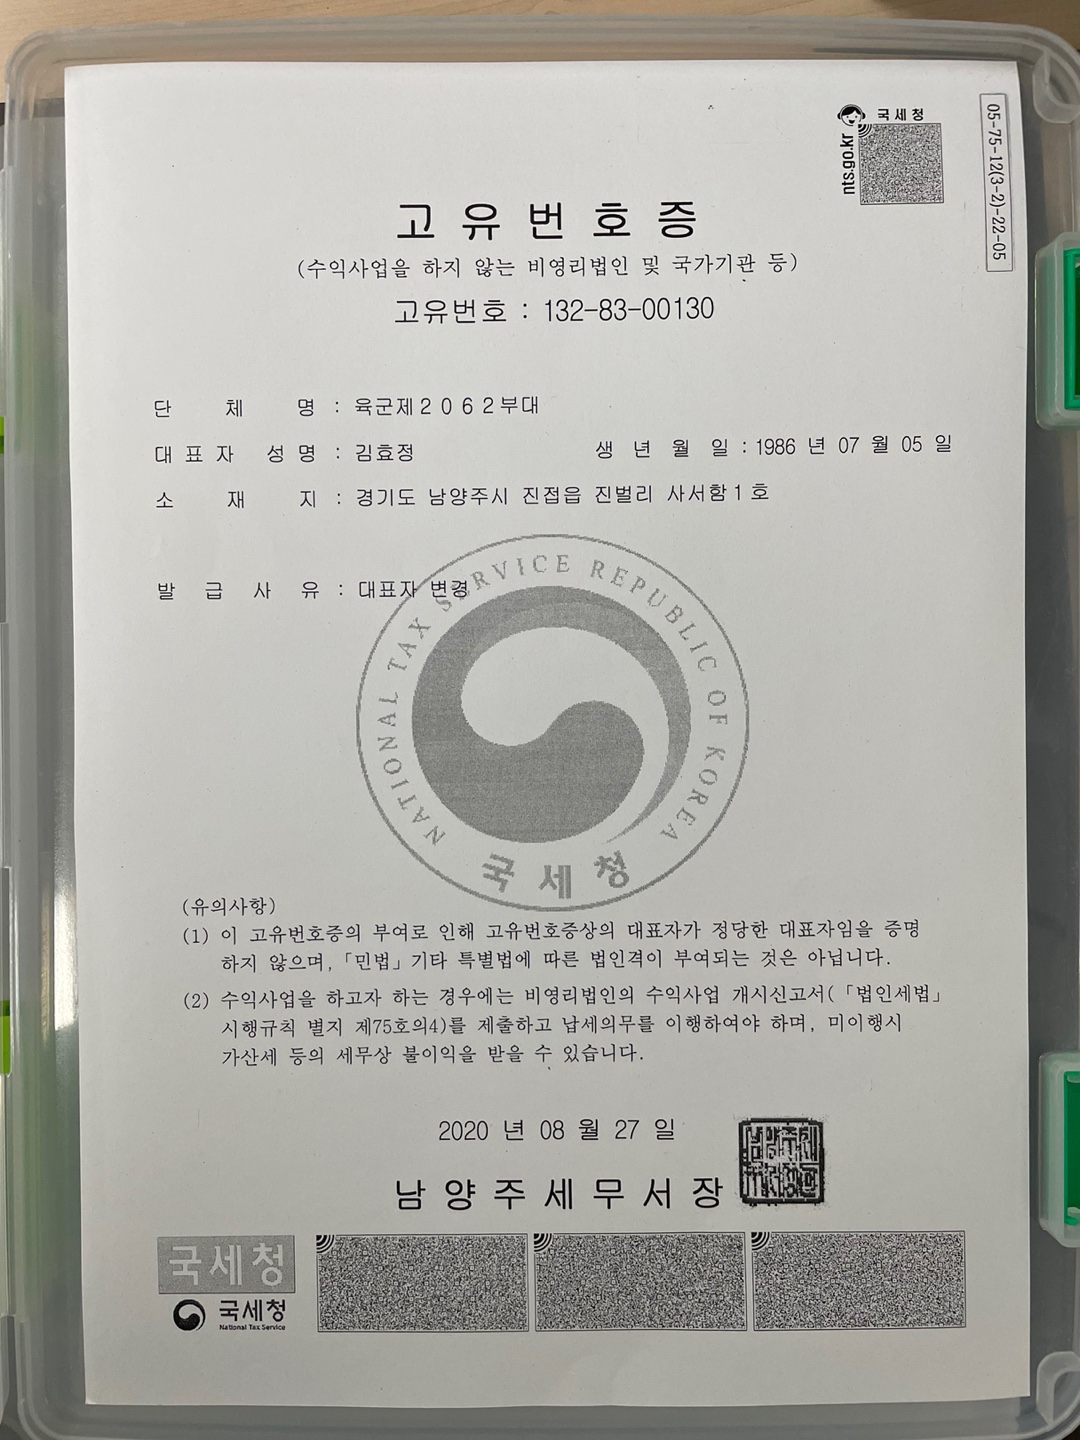 국세청
nts.go.kr
05-75-12(3-2)-22-05
고유번호증
(수익사업을 하지 않는 비영리법인 및 국가기관 등)
고유번호 : 132-83-00130
단 체 명 : 육군제2062부대
대표자 성명 : 김효정 생 년 월 일 : 1986 년 07 월 05 일
소 재 지 : 경기도 남양주시 진접읍 진벌리 사서함1호
발 급 사 유 : 대표자 변경
NATIONAL TAX SERVICE REPUBLIC OF KOREA
국세청
(유의사항)
(1) 이 고유번호증의 부여로 인해 고유번호증상의 대표자가 정당한 대표자임을 증명
하지 않으며,「민법」기타 특별법에 따른 법인격이 부여되는 것은 아닙니다.
(2) 수익사업을 하고자 하는 경우에는 비영리법인의 수익사업 개시신고서(「법인세법」
시행규칙 별지 제75호의4)를 제출하고 납세의무를 이행하여야 하며, 미이행시
가산세 등의 세무상 불이익을 받을 수 있습니다.
2020 년 08 월 27 일
남양주세무서장
국세청
국세청
National Tax Service